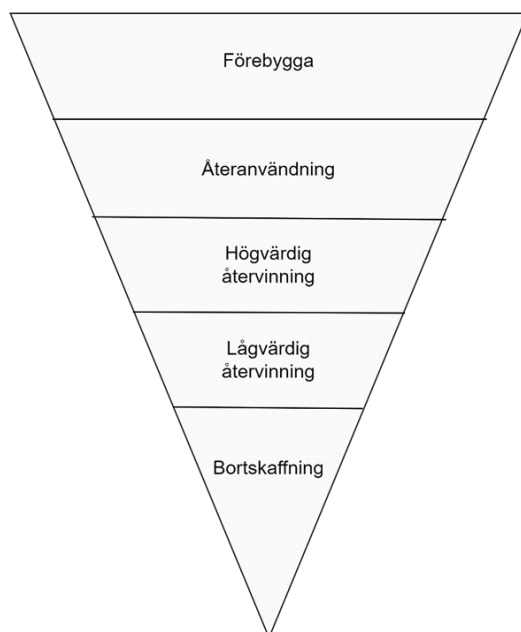 Förebygga
Återanvändning
Högvärdig
återvinning
Lågvärdig
återvinning
Bortskaffning